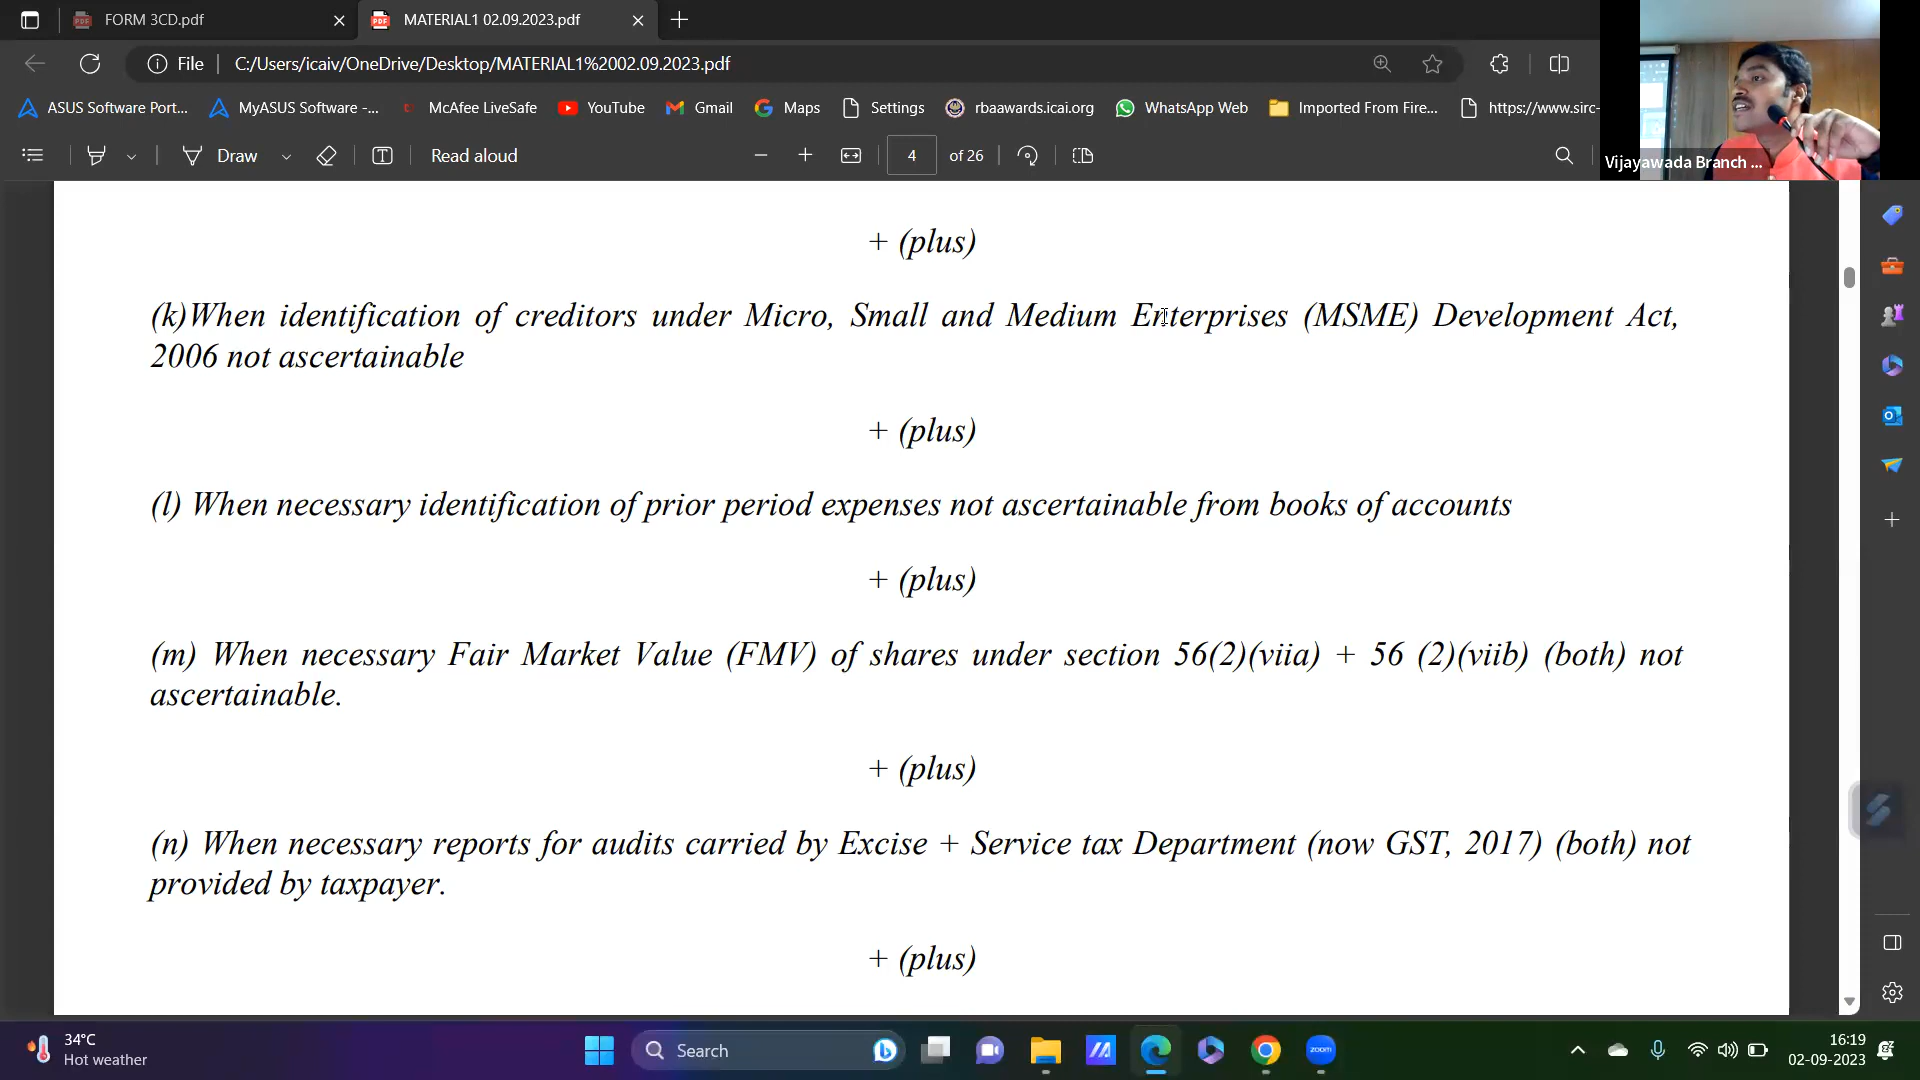 FORM 3CD.pdf
MATERIAL1 02.09.2023.pdf
File
C:/Users/icaiv/OneDrive/Desktop/MATERIAL1%2002.09.2023.pdf
ASUS Software Port...
MyASUS Software -...
McAfee LiveSafe
YouTube
Gmail
Maps
Settings
rbaawards.icai.org
WhatsApp Web
Imported From Fire...
https://www.sirc-
Draw
Read aloud
4 of 26
Vijayawada Branch ...
+ (plus)
(k)When identification of creditors under Micro, Small and Medium Enterprises (MSME) Development Act,
2006 not ascertainable
+ (plus)
(l) When necessary identification of prior period expenses not ascertainable from books of accounts
+ (plus)
(m) When necessary Fair Market Value (FMV) of shares under section 56(2)(viia) + 56 (2)(viib) (both) not
ascertainable.
+ (plus)
(n) When necessary reports for audits carried by Excise + Service tax Department (now GST, 2017) (both) not
provided by taxpayer.
+ (plus)
34°C
Hot weather
Search
zoom
16:19
02-09-2023